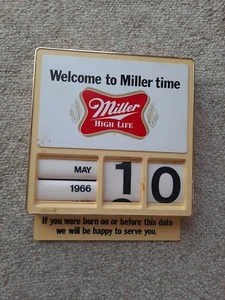 Welcome to Miller time
Miller
HIGH LIFE
MAY
1966
10
If you were born on or before this date
we will be happy to serve you.